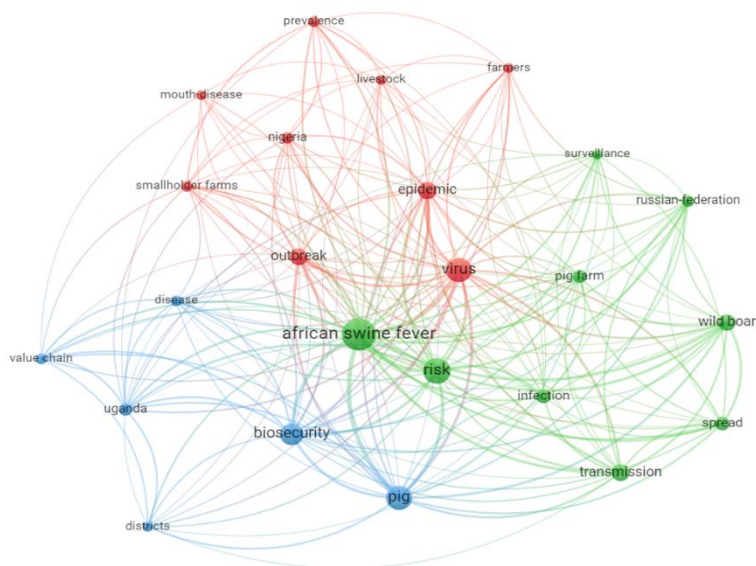 prevalence
farmers
livestock
mouth-disease
nigeria
surveillance
smallholder farms
epidemic
russian-federation
outbreak
virus
pig farm
disease
wild boar
african swine fever
value chain
risk
infection
uganda
spread
biosecurity
transmission
pig
districts